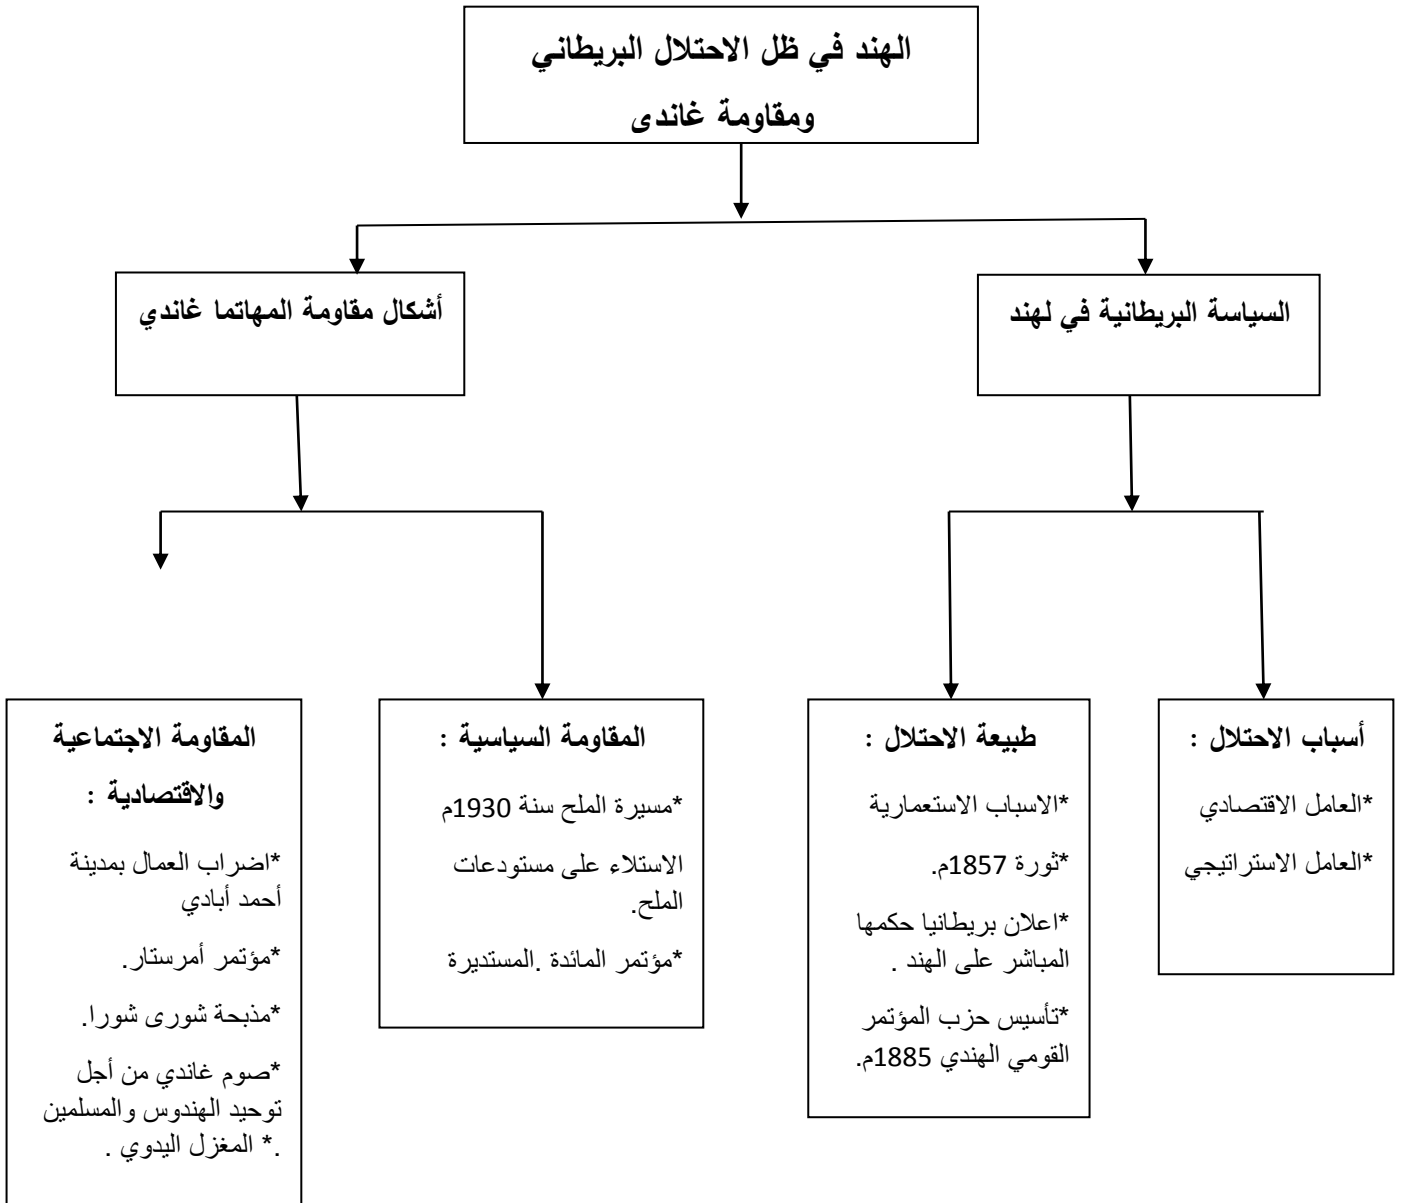 الهند في ظل الاحتلال البريطاني
ومقاومة غاندى
السياسة البريطانية في لهند
أشكال مقاومة المهاتما غاندي
أسباب الاحتلال :
*العامل الاقتصادي
*العامل الاستراتيجي
طبيعة الاحتلال :
*الاسباب الاستعمارية
*ثورة 1857م.
*اعلان بريطانيا حكمها
المباشر على الهند .
*تأسيس حزب المؤتمر
القومي الهندي 1885م.
المقاومة السياسية :
*مسيرة الملح سنة 1930م
الاستلاء على مستودعات
الملح.
*مؤتمر المائدة .المستديرة
المقاومة الاجتماعية
والاقتصادية :
*اضراب العمال بمدينة
أحمد أبادي
*مؤتمر أمرستار.
*مذبحة شورى شورا.
*صوم غاندي من أجل
توحيد الهندوس والمسلمين
.* المغزل اليدوي .